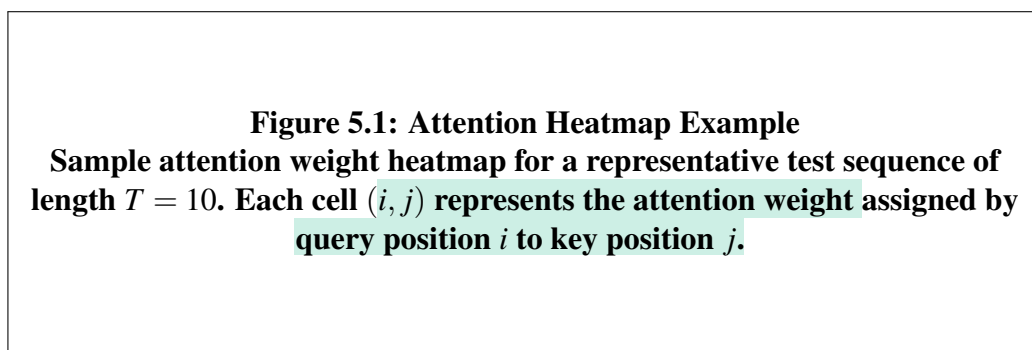 Figure 5.1: Attention Heatmap Example
Sample attention weight heatmap for a representative test sequence of
length T = 10. Each cell (i, j) represents the attention weight assigned by
query position i to key position j.